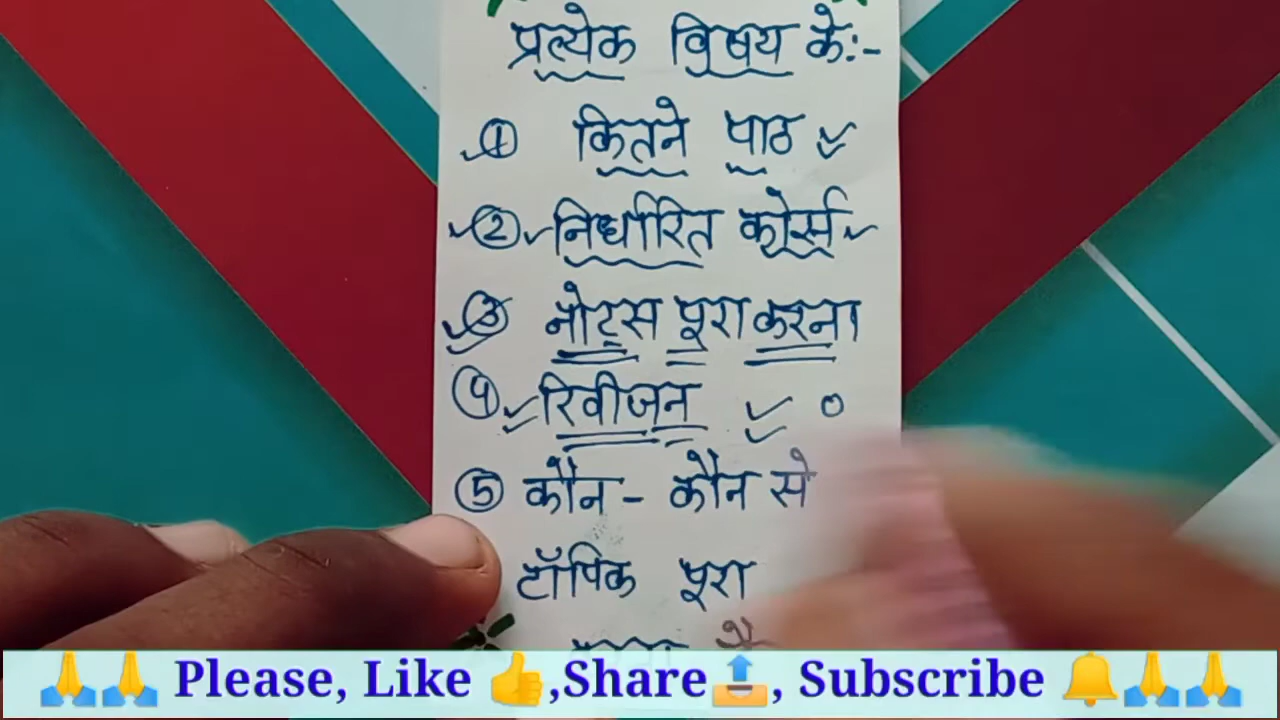 प्रत्येक विषय के:-
① कितने पाठ
② निर्धारित कोर्स
③ नोट्स पूरा करना
④ रिवीजन
⑤ कौन - कौन से
टॉपिक पूरा
🙏🙏 Please, Like 👍,Share📤, Subscribe 🔔🙏🙏